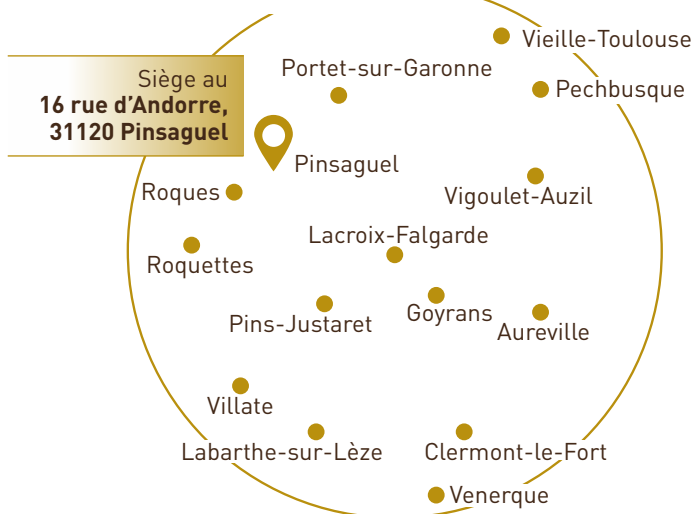 Vieille-Toulouse
Portet-sur-Garonne
Siège au
16 rue d'Andorre,
31120 Pinsaguel
Pechbusque
Pinsaguel
Roques
Vigoulet-Auzil
Lacroix-Falgarde
Roquettes
Goyrans
Pins-Justaret
Aureville
Villate
Labarthe-sur-Lèze
Clermont-le-Fort
Venerque